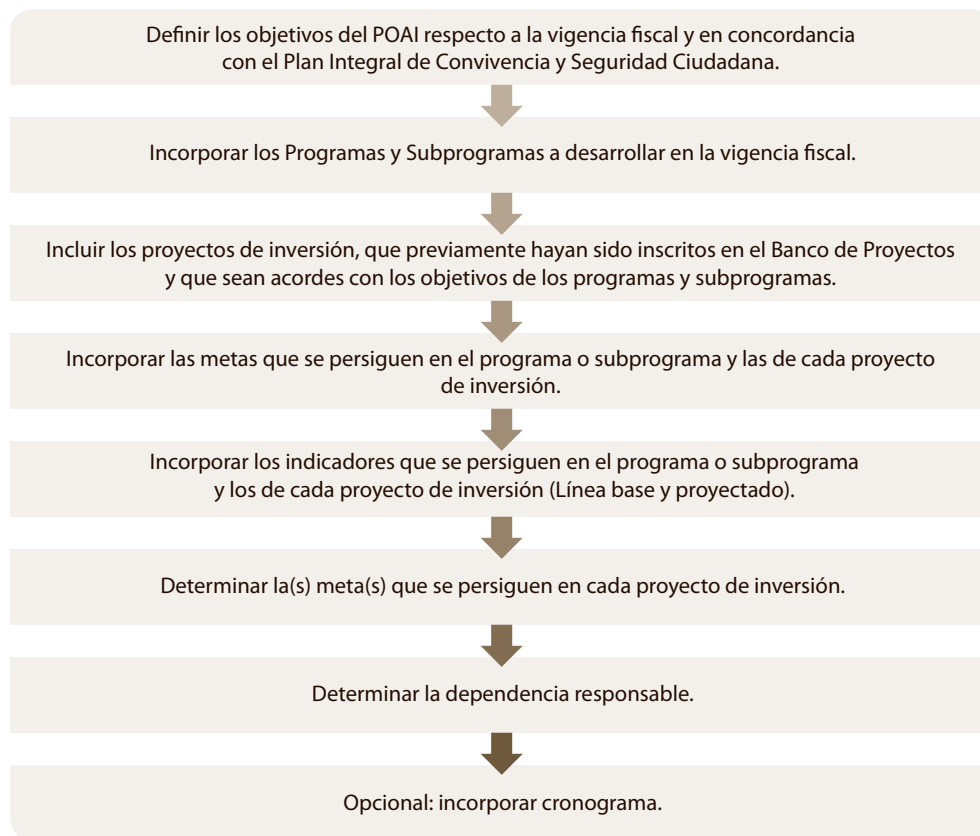 Definir los objetivos del POAI respecto a la vigencia fiscal y en concordancia
con el Plan Integral de Convivencia y Seguridad Ciudadana.
Incorporar los Programas y Subprogramas a desarrollar en la vigencia fiscal.
Incluir los proyectos de inversión, que previamente hayan sido inscritos en el Banco de Proyectos
y que sean acordes con los objetivos de los programas y subprogramas.
Incorporar las metas que se persiguen en el programa o subprograma y las de cada proyecto
de inversión.
Incorporar los indicadores que se persiguen en el programa o subprograma
y los de cada proyecto de inversión (Línea base y proyectado).
Determinar la(s) meta(s) que se persiguen en cada proyecto de inversión.
Determinar la dependencia responsable.
Opcional: incorporar cronograma.